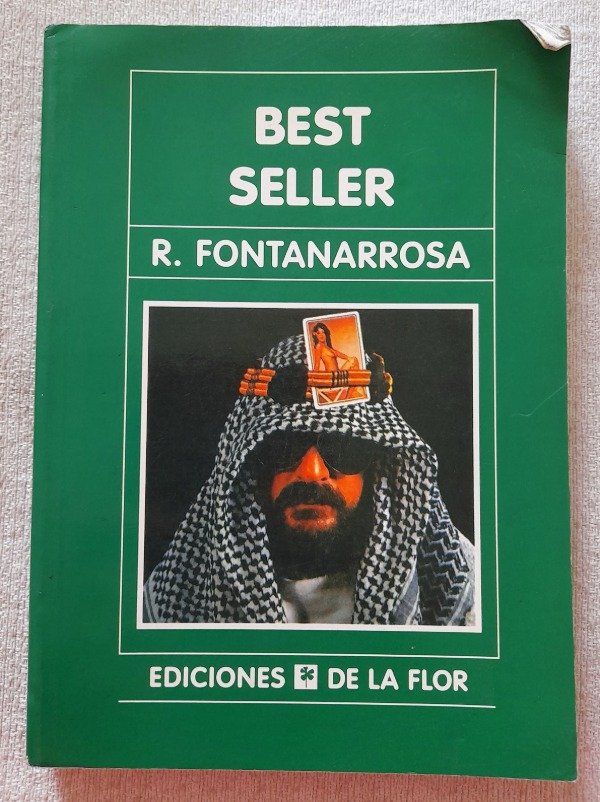 BEST
SELLER
R. FONTANARROSA
EDICIONES DE LA FLOR